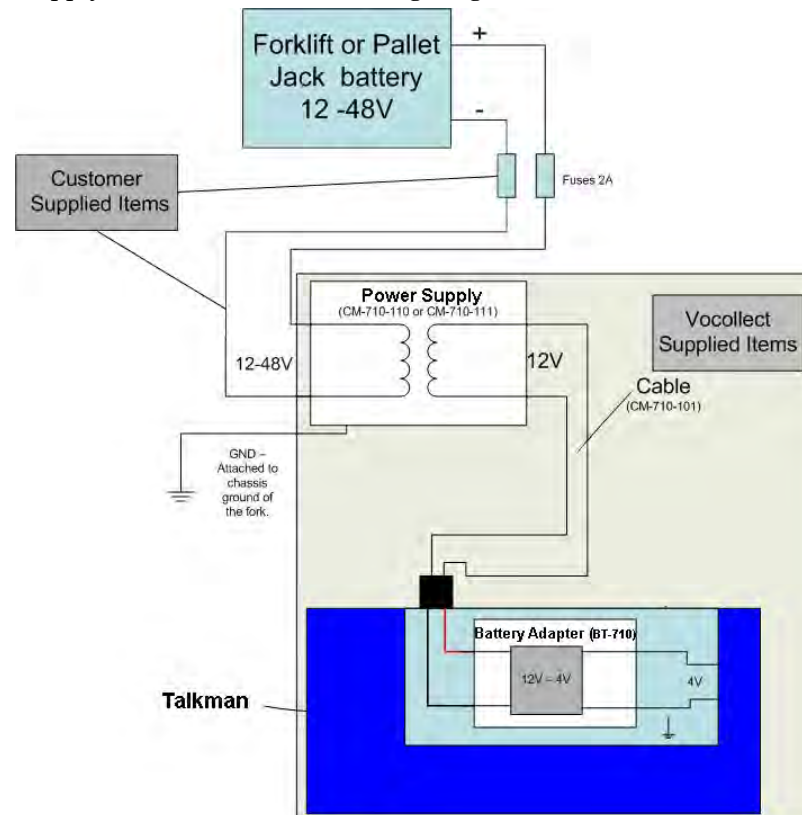 Forklift or Pallet
Jack battery
12 -48V
+
-
Fuses 2A
Customer
Supplied Items
Power Supply
(CM-710-110 or CM-710-111)
12-48V
12V
Vocollect
Supplied Items
Cable
(CM-710-101)
GND –
Attached to
chassis
ground of
the fork.
Battery Adapter (BT-710)
12V – 4V
4V
Talkman